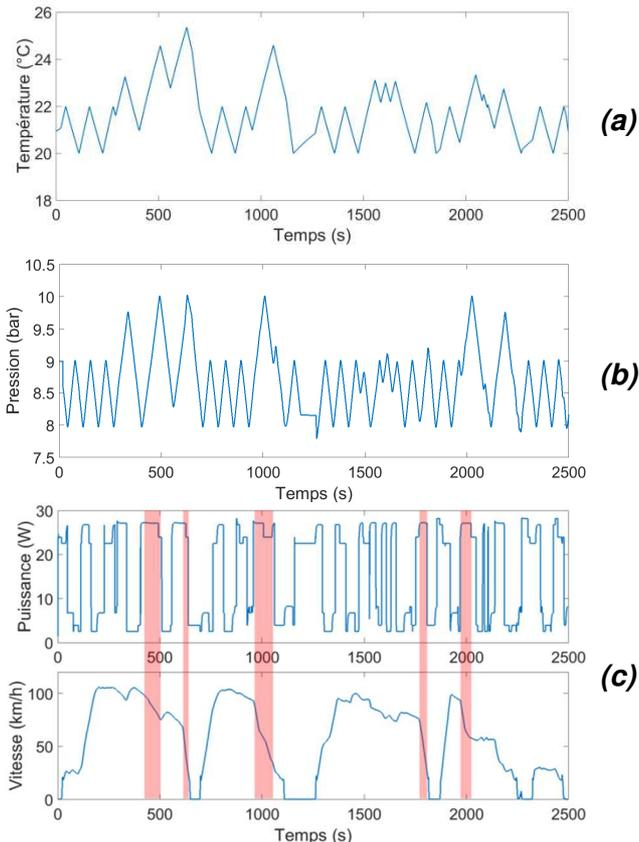 26
24
22
20
18
Température (°C)
0 500 1000 1500 2000 2500
Temps (s)
(a)
10.5
10
9.5
9
8.5
8
7.5
Pression (bar)
0 500 1000 1500 2000 2500
Temps (s)
(b)
30
20
10
0
Puissance (W)
0 500 1000 1500 2000 2500
(c)
100
50
0
Vitesse (km/h)
0 500 1000 1500 2000 2500
Temps (s)